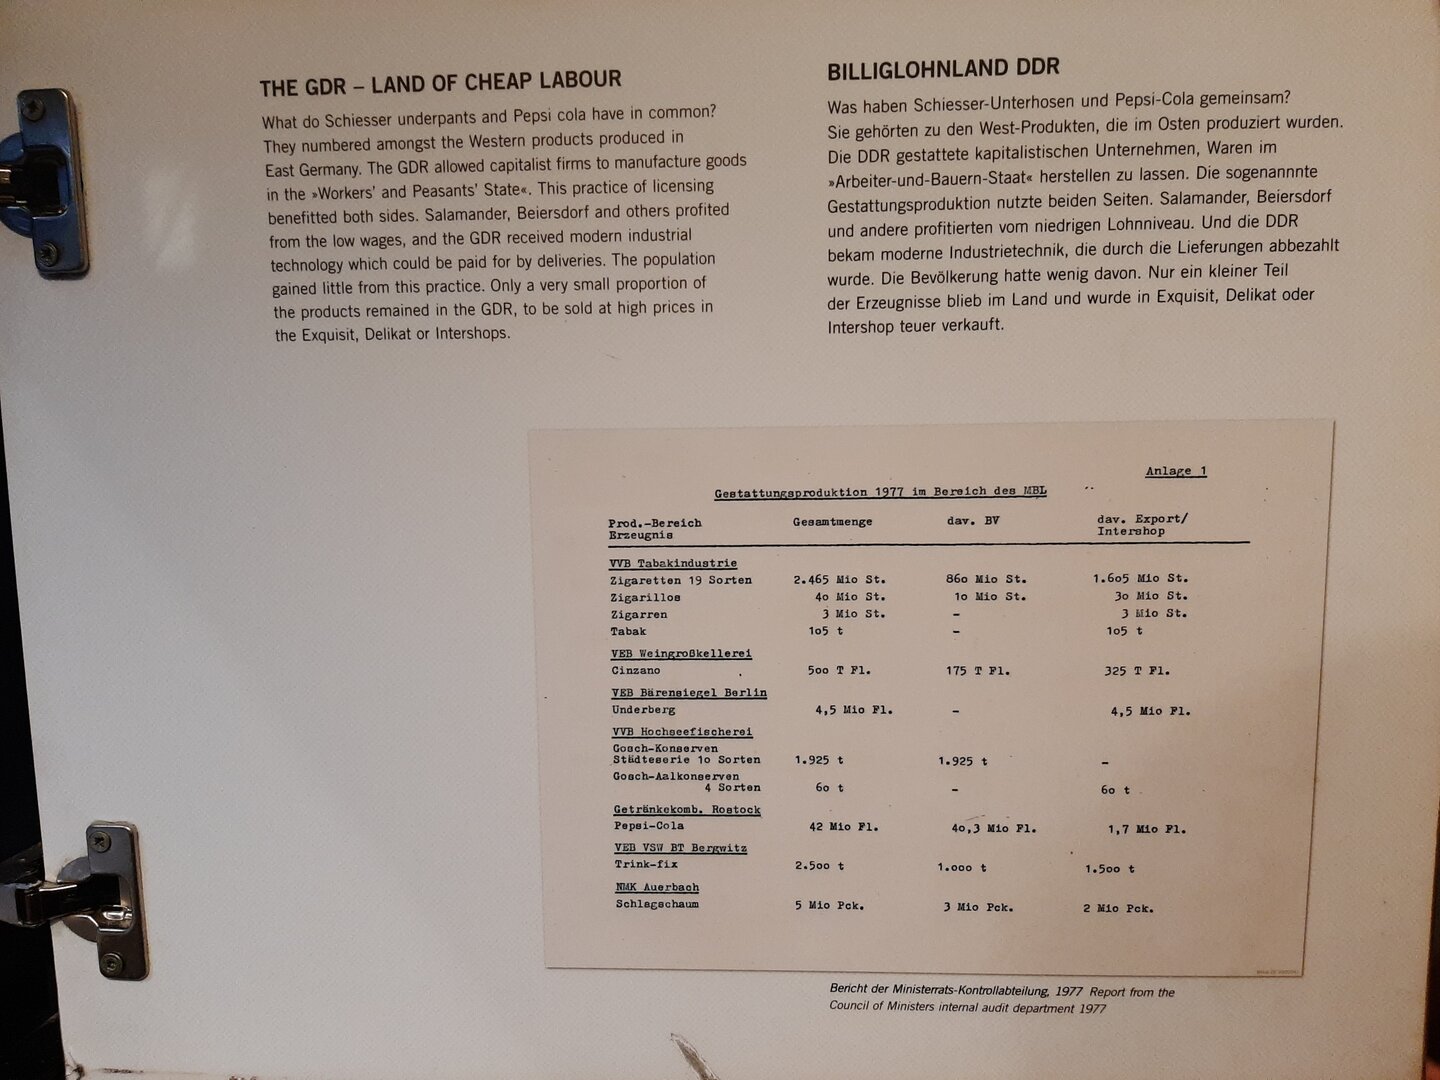 THE GDR – LAND OF CHEAP LABOUR
What do Schiesser underpants and Pepsi cola have in common?
They numbered amongst the Western products produced in
East Germany. The GDR allowed capitalist firms to manufacture goods
in the »Workers’ and Peasants’ State«. This practice of licensing
benefitted both sides. Salamander, Beiersdorf and others profited
from the low wages, and the GDR received modern industrial
technology which could be paid for by deliveries. The population
gained little from this practice. Only a very small proportion of
the products remained in the GDR, to be sold at high prices in
the Exquisit, Delikat or Intershops.
BILLIGLOHNLAND DDR
Was haben Schiesser-Unterhosen und Pepsi-Cola gemeinsam?
Sie gehörten zu den West-Produkten, die im Osten produziert wurden.
Die DDR gestattete kapitalistischen Unternehmen, Waren im
»Arbeiter-und-Bauern-Staat« herstellen zu lassen. Die sogenannnte
Gestattungsproduktion nutzte beiden Seiten. Salamander, Beiersdorf
und andere profitierten vom niedrigen Lohnniveau. Und die DDR
bekam moderne Industrietechnik, die durch die Lieferungen abbezahlt
wurde. Die Bevölkerung hatte wenig davon. Nur ein kleiner Teil
der Erzeugnisse blieb im Land und wurde in Exquisit, Delikat oder
Intershop teuer verkauft.
Anlage 1
Gestattungsproduktion 1977 im Bereich des MBL
Prod.-Bereich Gesamtmenge dav. BV dav. Export/
Erzeugnis Intershop
VVB Tabakindustrie
Zigaretten 19 Sorten 2.465 Mio St. 860 Mio St. 1.605 Mio St.
Zigarillos 40 Mio St. 10 Mio St. 30 Mio St.
Zigarren 3 Mio St. – 3 Mio St.
Tabak 105 t – 105 t
VEB Weingroßkellerei
Cinzano 500 T Fl. 175 T Fl. 325 T Fl.
VEB Bärensiegel Berlin
Underberg 4,5 Mio Fl. – 4,5 Mio Fl.
VVB Hochseefischerei
Gosch-Konserven
Städteserie 10 Sorten 1.925 t 1.925 t –
Gosch-Aalkonserven
4 Sorten 60 t – 60 t
Getränkekomb. Rostock
Pepsi-Cola 42 Mio Fl. 40,3 Mio Fl. 1,7 Mio Fl.
VEB VSW BT Bergwitz
Trink-fix 2.500 t 1.000 t 1.500 t
NMK Auerbach
Schlagschaum 5 Mio Pck. 3 Mio Pck. 2 Mio Pck.
Bericht der Ministerrats-Kontrollabteilung, 1977 Report from the
Council of Ministers internal audit department 1977